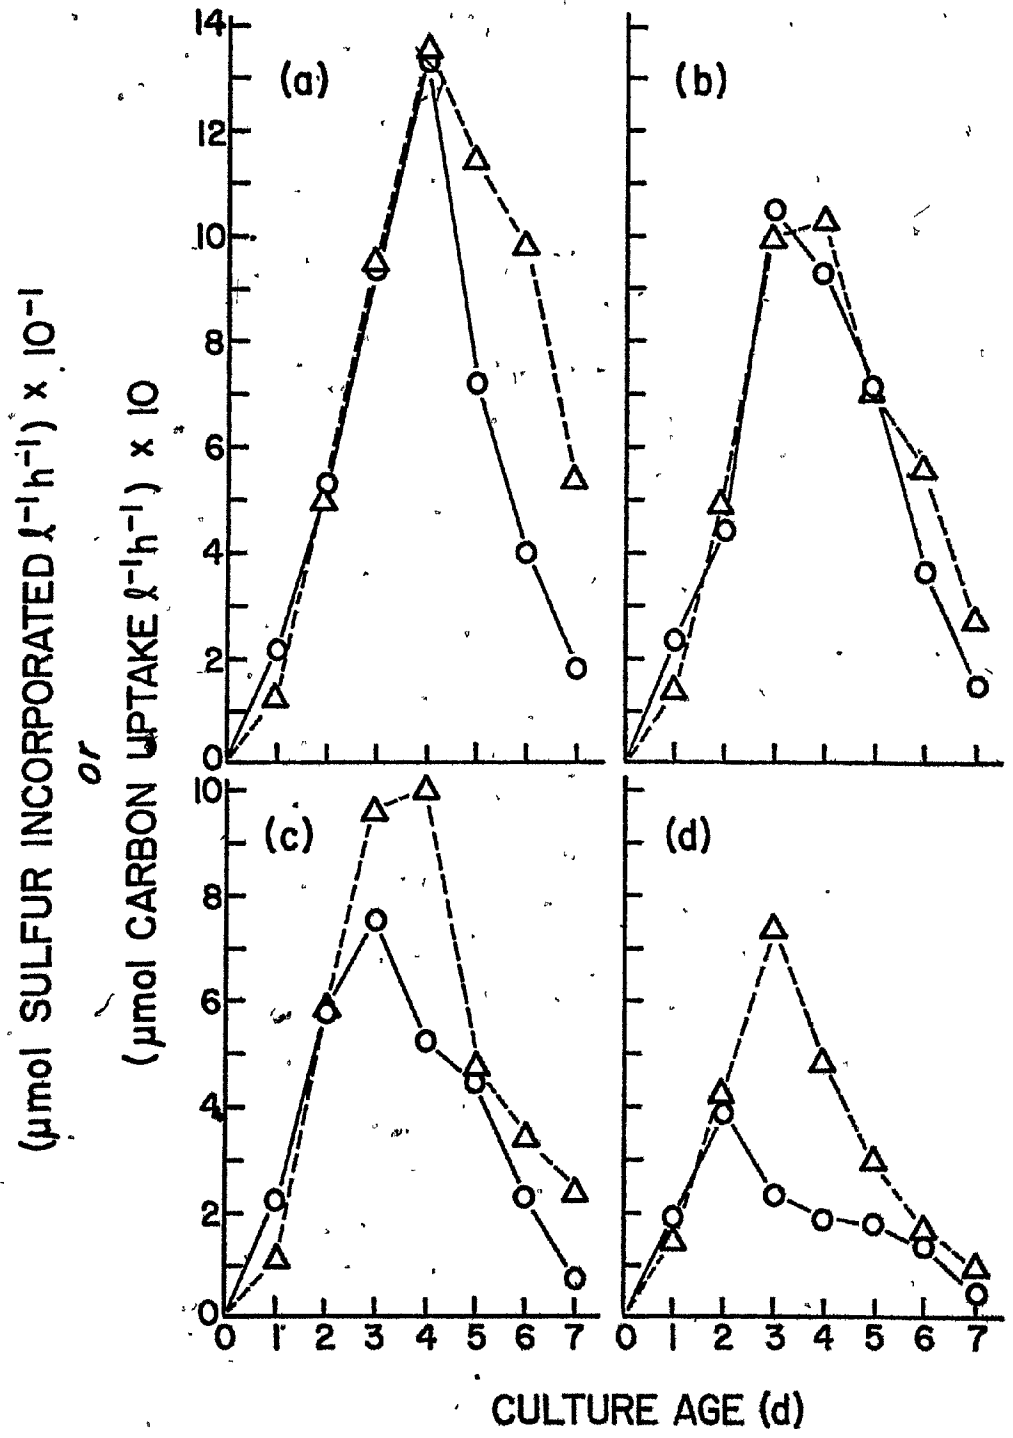 (μmol SULFUR INCORPORATED ℓ⁻¹h⁻¹) x 10⁻¹
or
(μmol CARBON UPTAKE ℓ⁻¹h⁻¹) x 10
(a)
14
12
10
8
6
4
2
0
(b)
(c)
10
8
6
4
2
0
0 1 2 3 4 5 6 7
(d)
0 1 2 3 4 5 6 7
CULTURE AGE (d)